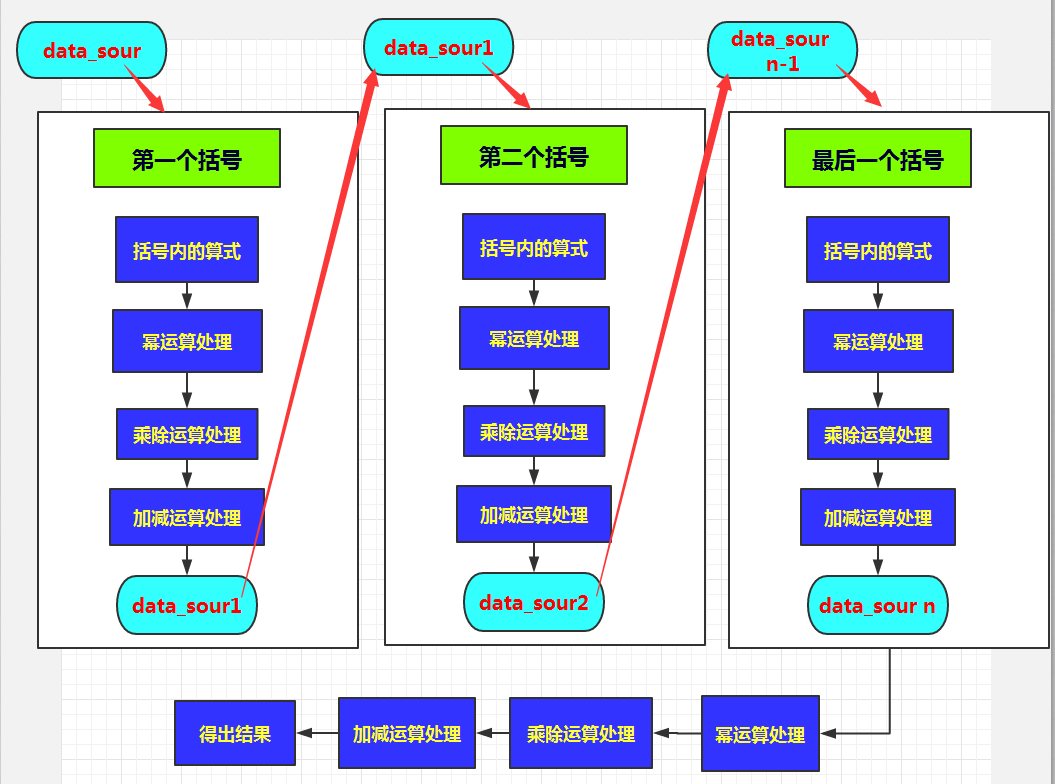 data_sour
第一个括号
括号内的算式
幂运算处理
乘除运算处理
加减运算处理
data_sour1
data_sour1
第二个括号
括号内的算式
幂运算处理
乘除运算处理
加减运算处理
data_sour2
data_sour
n-1
最后一个括号
括号内的算式
幂运算处理
乘除运算处理
加减运算处理
data_sour n
幂运算处理
乘除运算处理
加减运算处理
得出结果